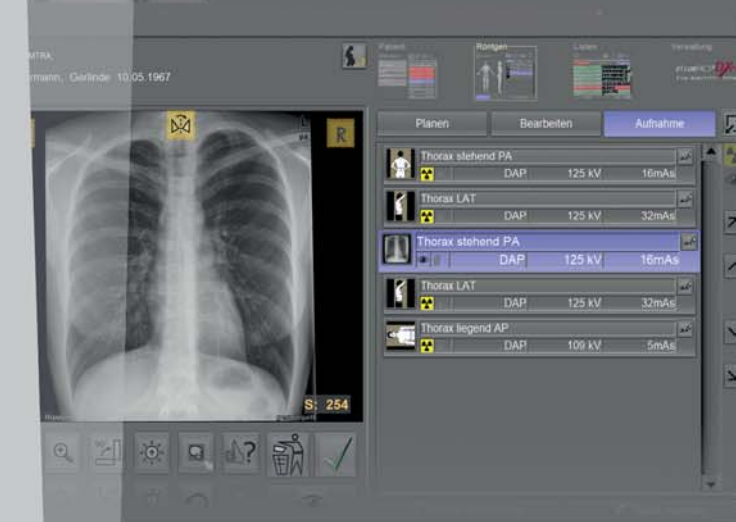 MTRA:
ermann, Gerlinde 10.05.1967
Patient
Röntgen
Listen
Verwaltung
Planen
Bearbeiten
Aufnahme
L
R
Thorax stehend PA
DAP 125 kV 16mAs
Thorax LAT
DAP 125 kV 32mAs
Thorax stehend PA
DAP 125 kV 16mAs
Thorax LAT
DAP 125 kV 32mAs
Thorax liegend AP
DAP 109 kV 5mAs
S: 254
90°
?